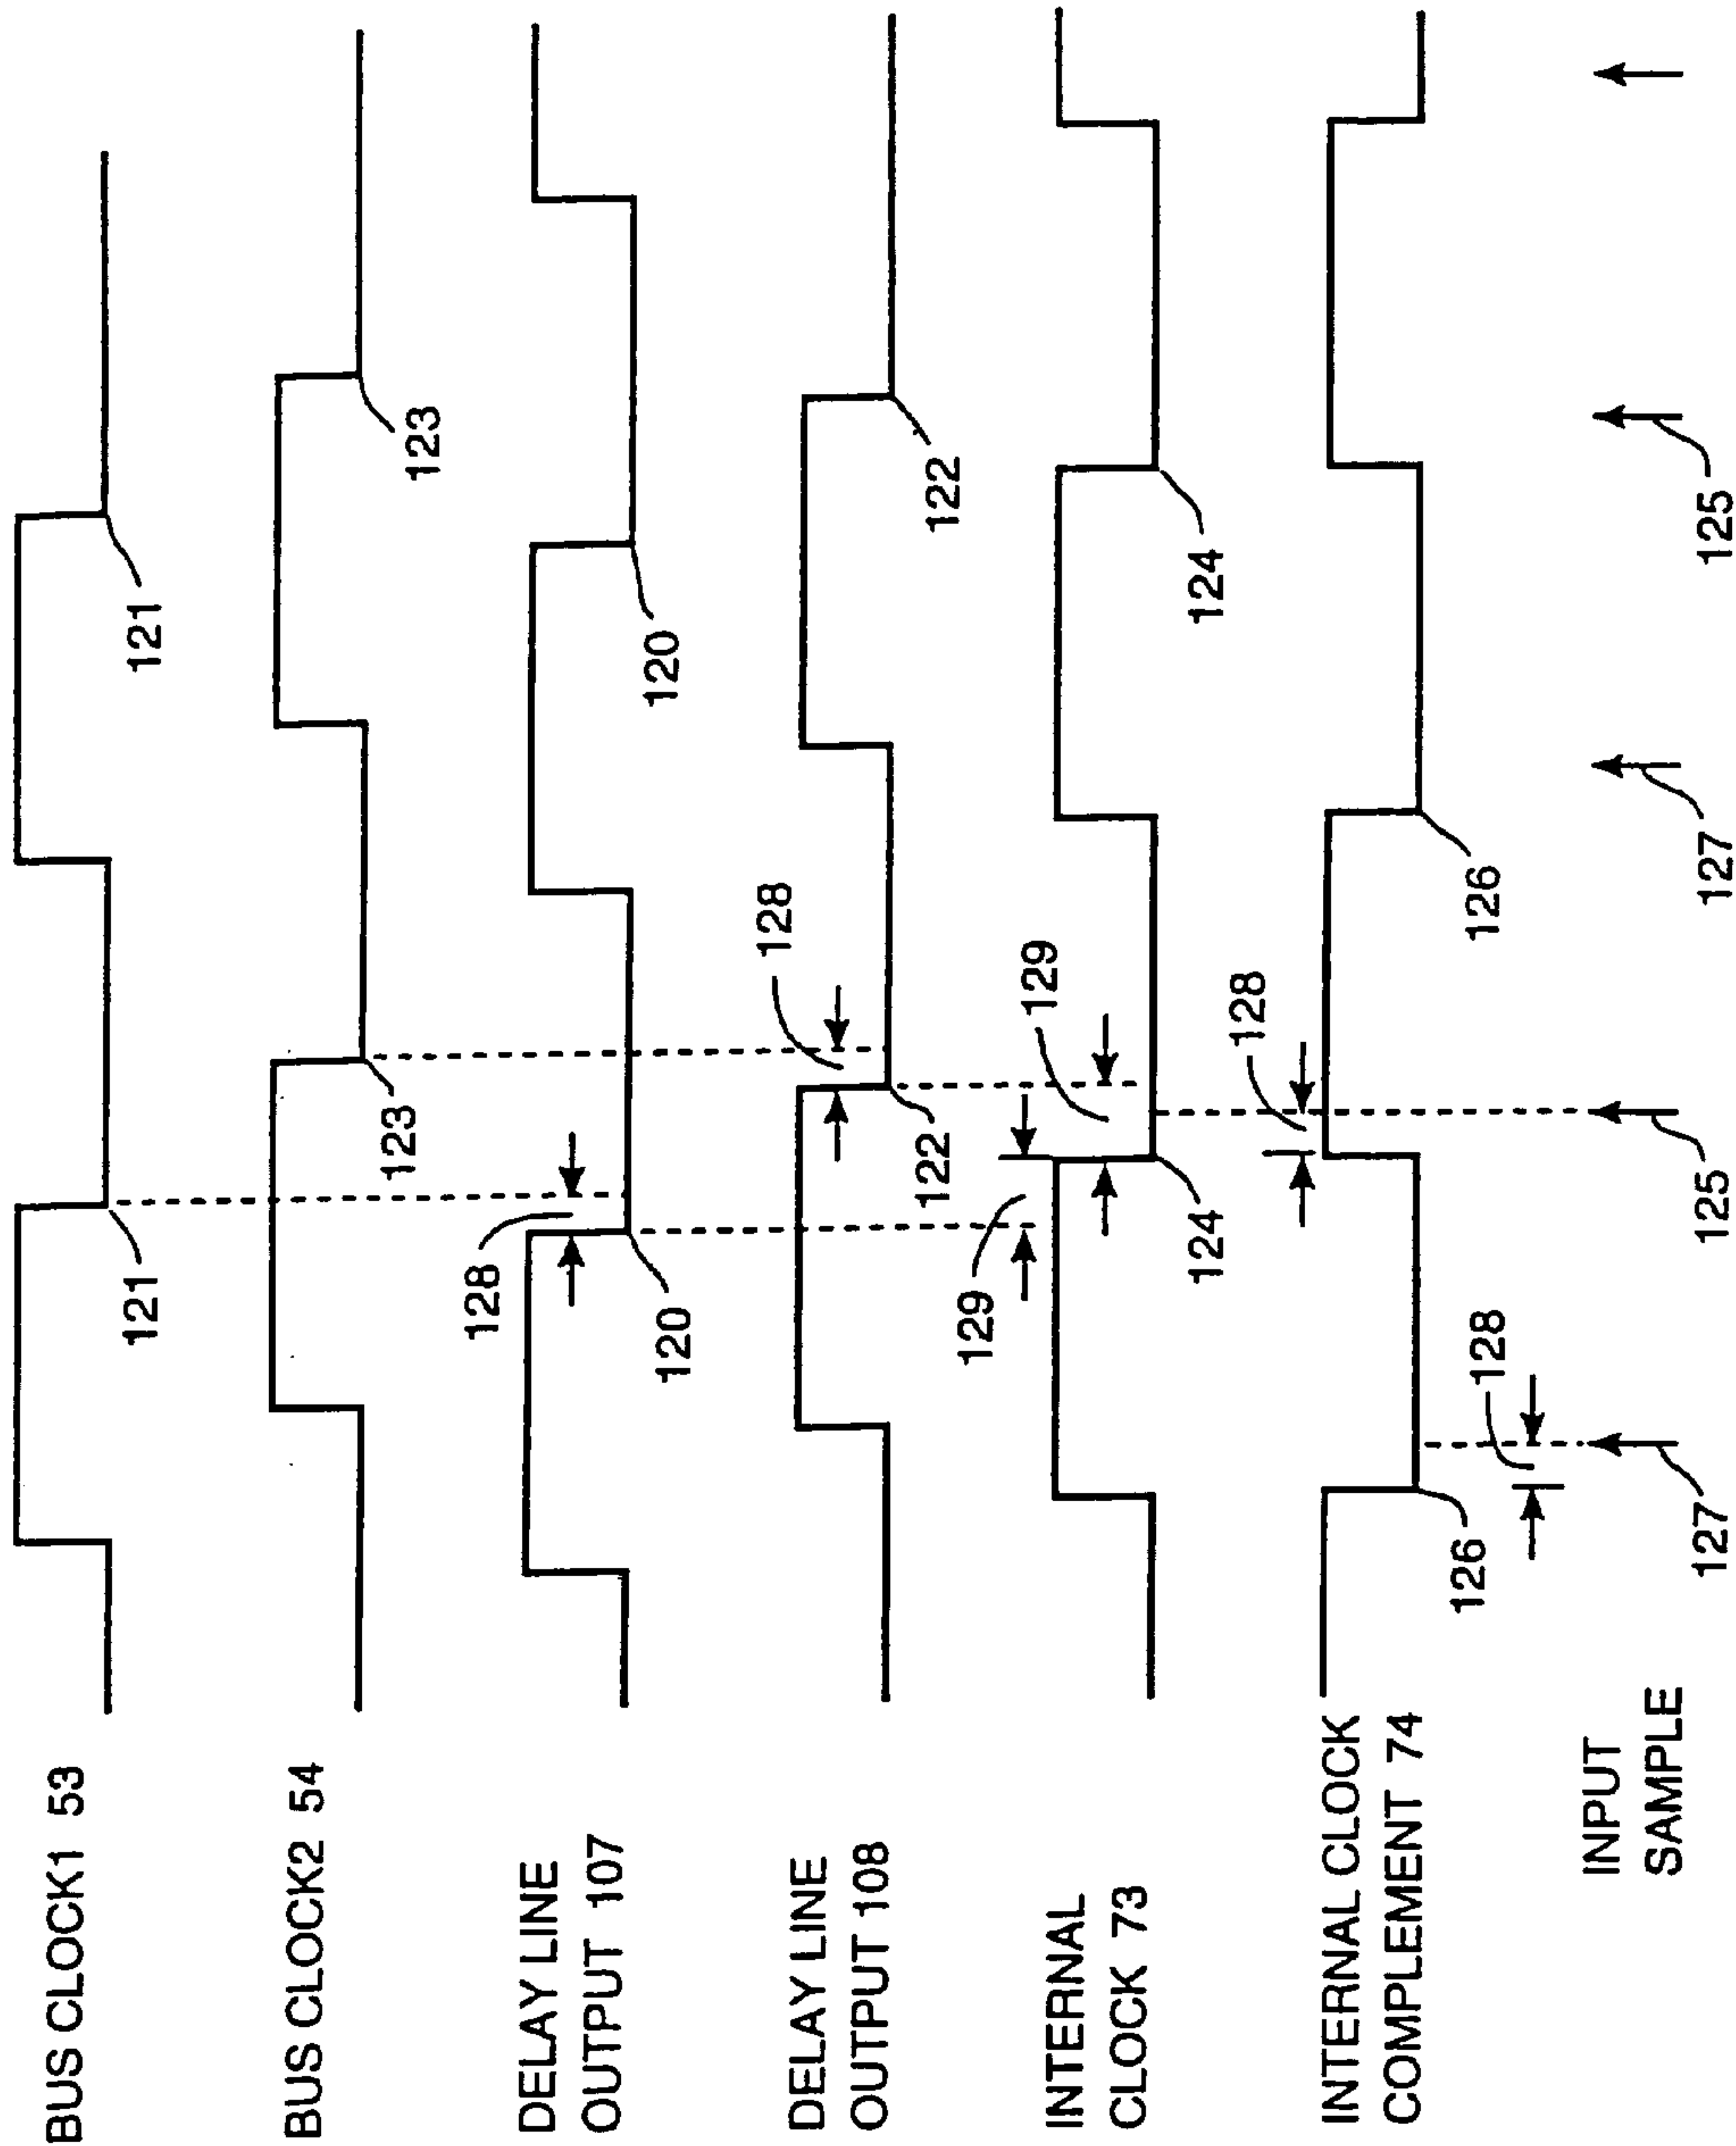 BUS CLOCK1 53
121
121
BUS CLOCK2 54
123
123
DELAY LINE
OUTPUT 107
128
120
120
DELAY LINE
OUTPUT 108
128
122
122
INTERNAL
CLOCK 73
129
129
124
124
INTERNAL CLOCK
COMPLEMENT 74
128
126
126
128
INPUT
SAMPLE
127
125
127
125